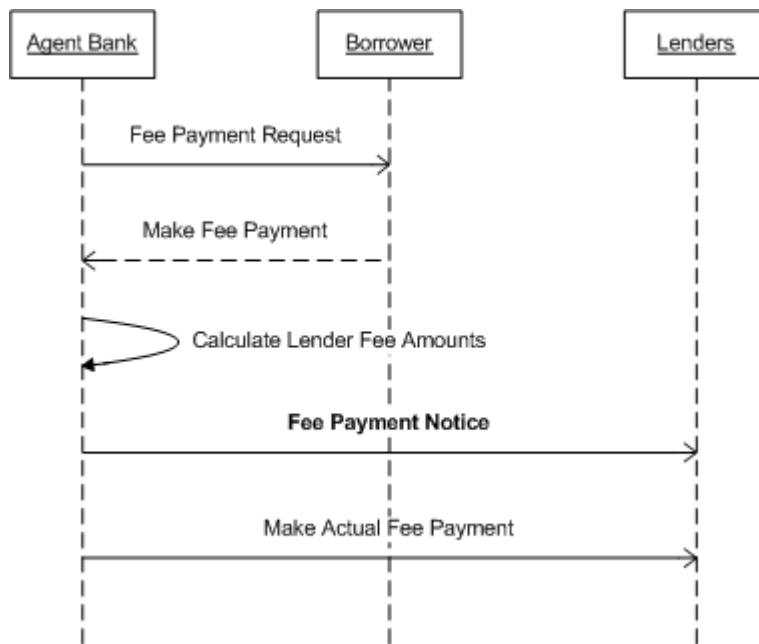 Agent Bank
Borrower
Lenders
Fee Payment Request
Make Fee Payment
Calculate Lender Fee Amounts
Fee Payment Notice
Make Actual Fee Payment